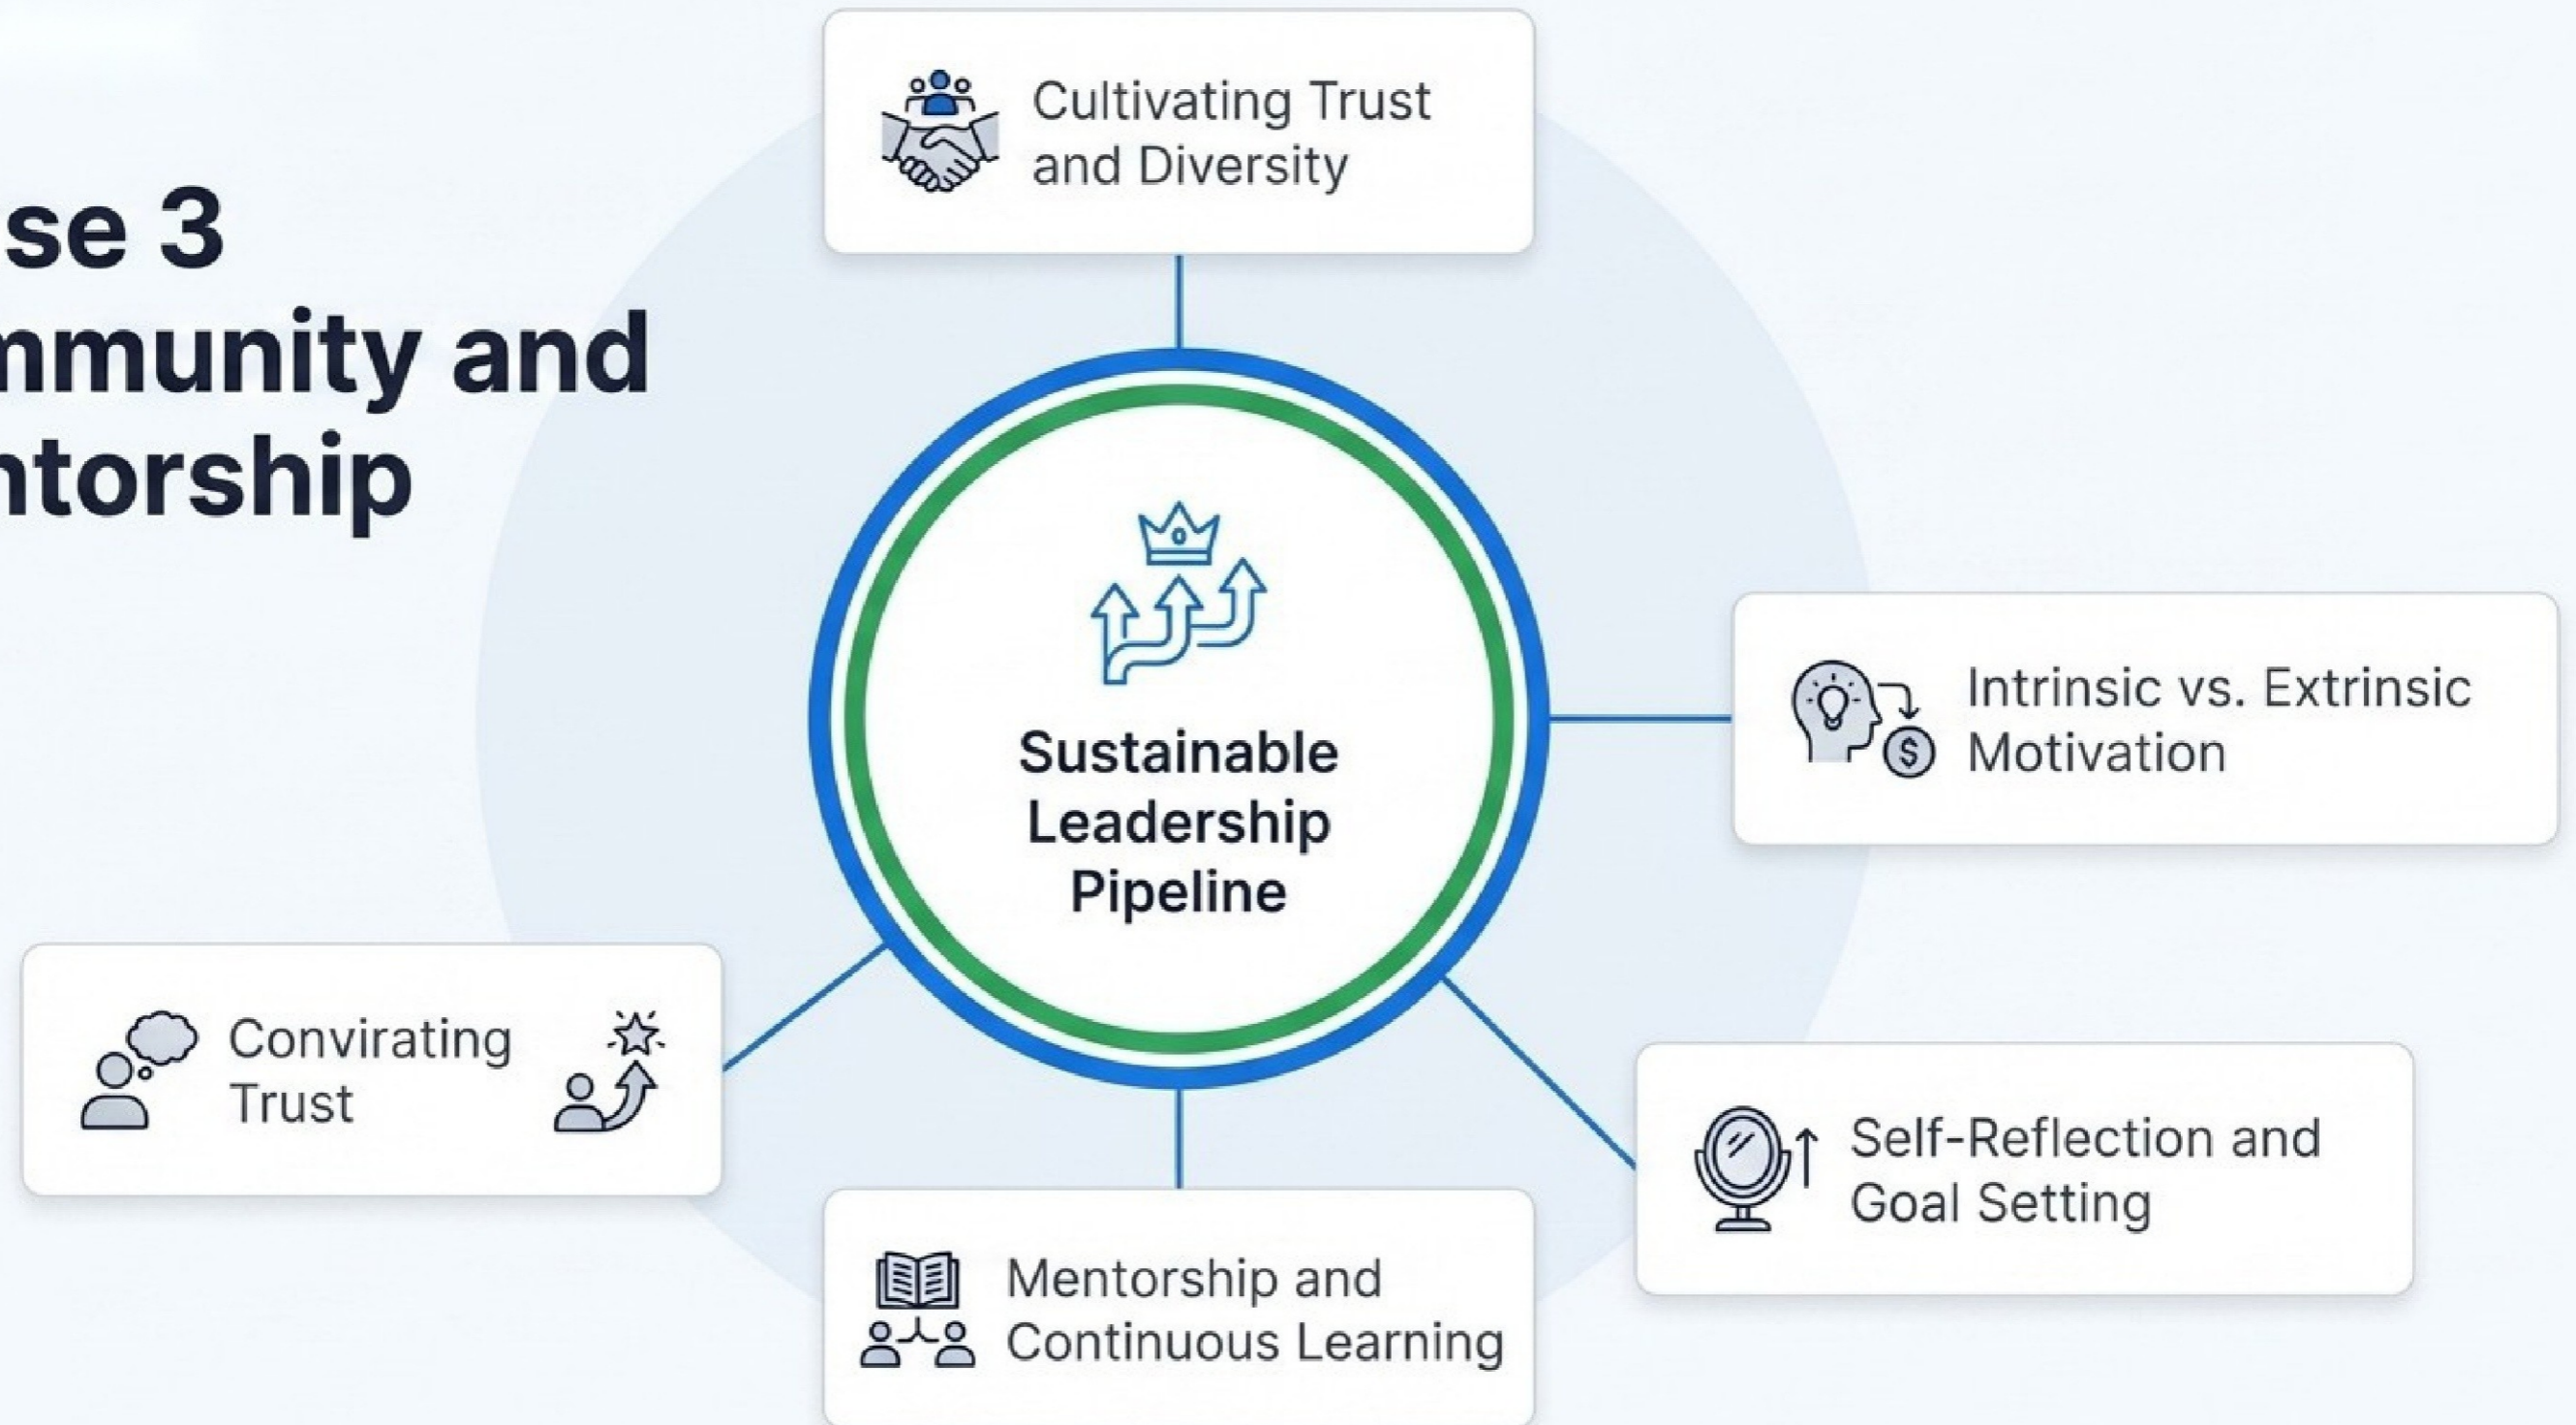 se 3
mmunity and
ntorship
Cultivating Trust
and Diversity
Sustainable
Leadership
Pipeline
Intrinsic vs. Extrinsic
Motivation
$
Convirating
Trust
Self-Reflection and
Goal Setting
Mentorship and
Continuous Learning